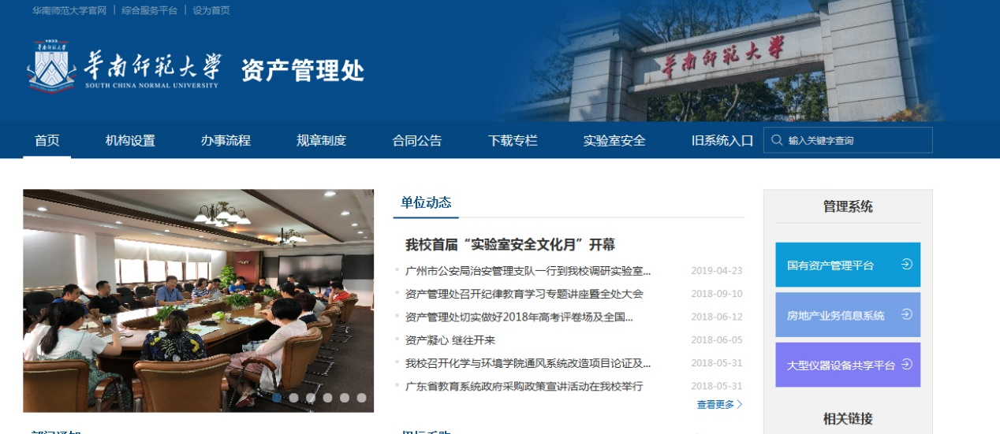 华南师范大学官网 | 综合服务平台 | 设为首页
1933
華南師範大學
SOUTH CHINA NORMAL UNIVERSITY
资产管理处
華南師範大學
首页 机构设置 办事流程 规章制度 合同公告 下载专栏 实验室安全 旧系统入口 输入关键字查询
单位动态
我校首届“实验室安全文化月”开幕
广州市公安局治安管理支队一行到我校调研实验室... 2019-04-23
资产管理处召开纪律教育学习专题讲座暨全处大会 2018-09-10
资产管理处切实做好2018年高考评卷场及全国... 2018-06-12
资产凝心 继往开来 2018-06-05
我校召开化学与环境学院通风系统改造项目论证及... 2018-05-31
广东省教育系统政府采购政策宣讲活动在我校举行 2018-05-31
查看更多
管理系统
国有资产管理平台
房地产业务信息系统
大型仪器设备共享平台
相关链接